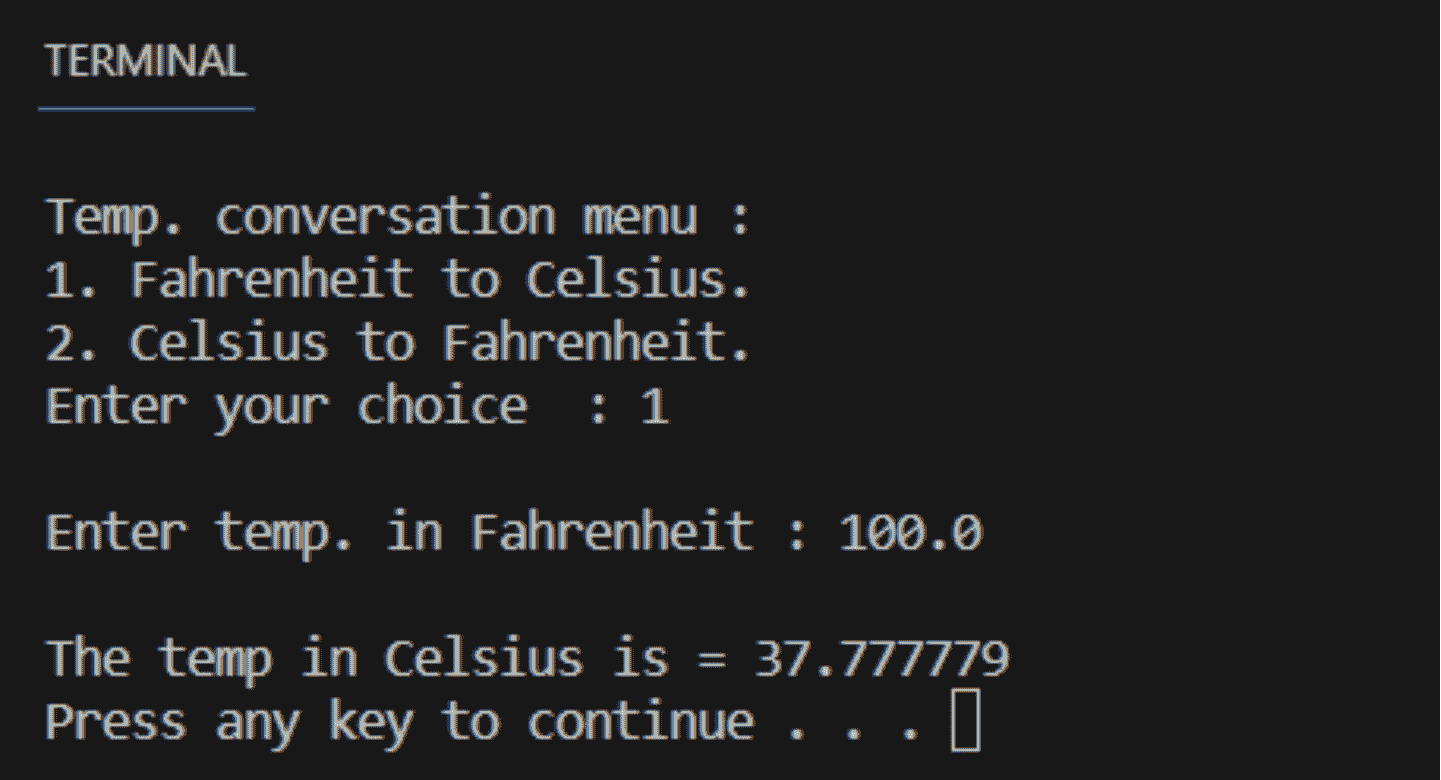 TERMINAL
Temp. conversation menu :
1. Fahrenheit to Celsius.
2. Celsius to Fahrenheit.
Enter your choice  : 1
Enter temp. in Fahrenheit : 100.0
The temp in Celsius is = 37.777779
Press any key to continue . . .